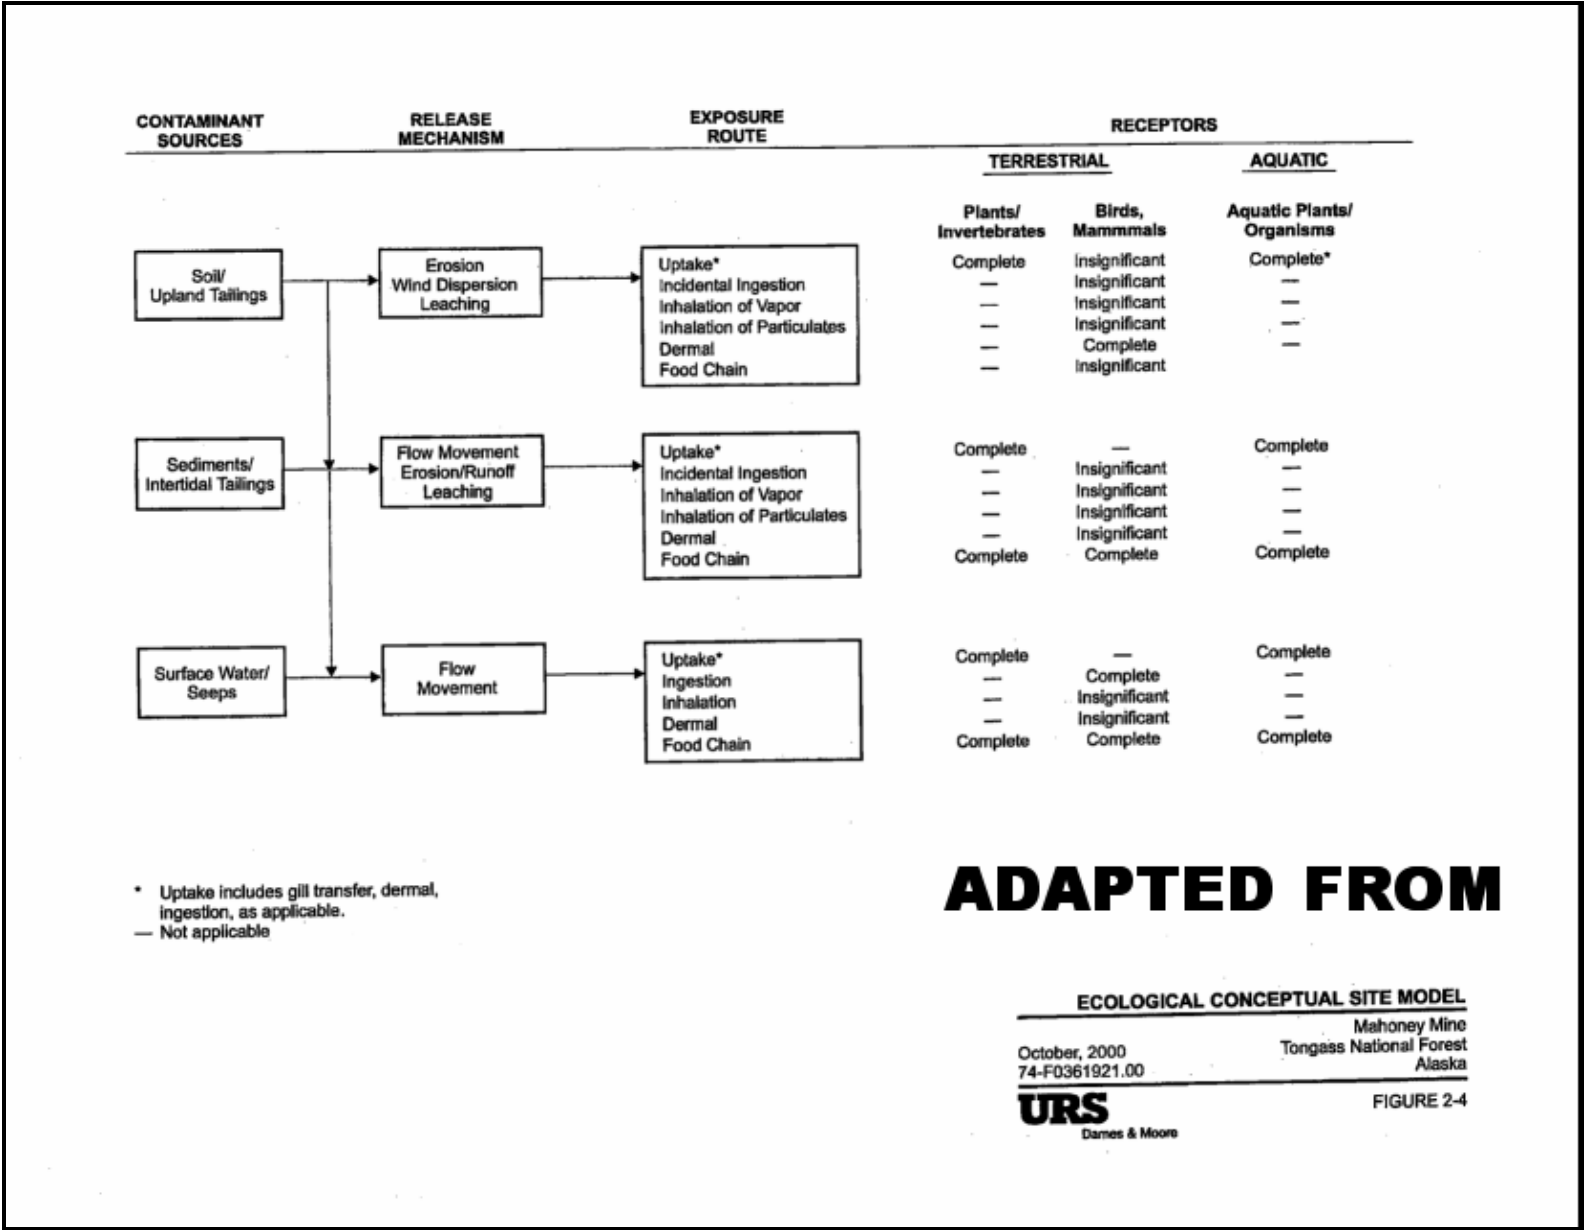 CONTAMINANT
SOURCES
RELEASE
MECHANISM
EXPOSURE
ROUTE
RECEPTORS
TERRESTRIAL
AQUATIC
Plants/
Invertebrates
Birds,
Mammmals
Aquatic Plants/
Organisms
Soil/
Upland Tailings
Erosion
Wind Dispersion
Leaching
Uptake* Complete Insignificant Complete*
Incidental Ingestion — Insignificant —
Inhalation of Vapor — Insignificant —
Inhalation of Particulates — Insignificant —
Dermal — Complete —
Food Chain — Insignificant
Sediments/
Intertidal Tailings
Flow Movement
Erosion/Runoff
Leaching
Uptake* Complete — Complete
Incidental Ingestion — Insignificant —
Inhalation of Vapor — Insignificant —
Inhalation of Particulates — Insignificant —
Dermal — Insignificant —
Food Chain Complete Complete Complete
Surface Water/
Seeps
Flow
Movement
Uptake* Complete — Complete
Ingestion — Complete —
Inhalation — Insignificant —
Dermal — Insignificant —
Food Chain Complete Complete Complete
* Uptake includes gill transfer, dermal,
ingestion, as applicable.
— Not applicable
ADAPTED FROM
ECOLOGICAL CONCEPTUAL SITE MODEL
Mahoney Mine
October, 2000 Tongass National Forest
74-F0361921.00 Alaska
URS
FIGURE 2-4
Dames & Moore